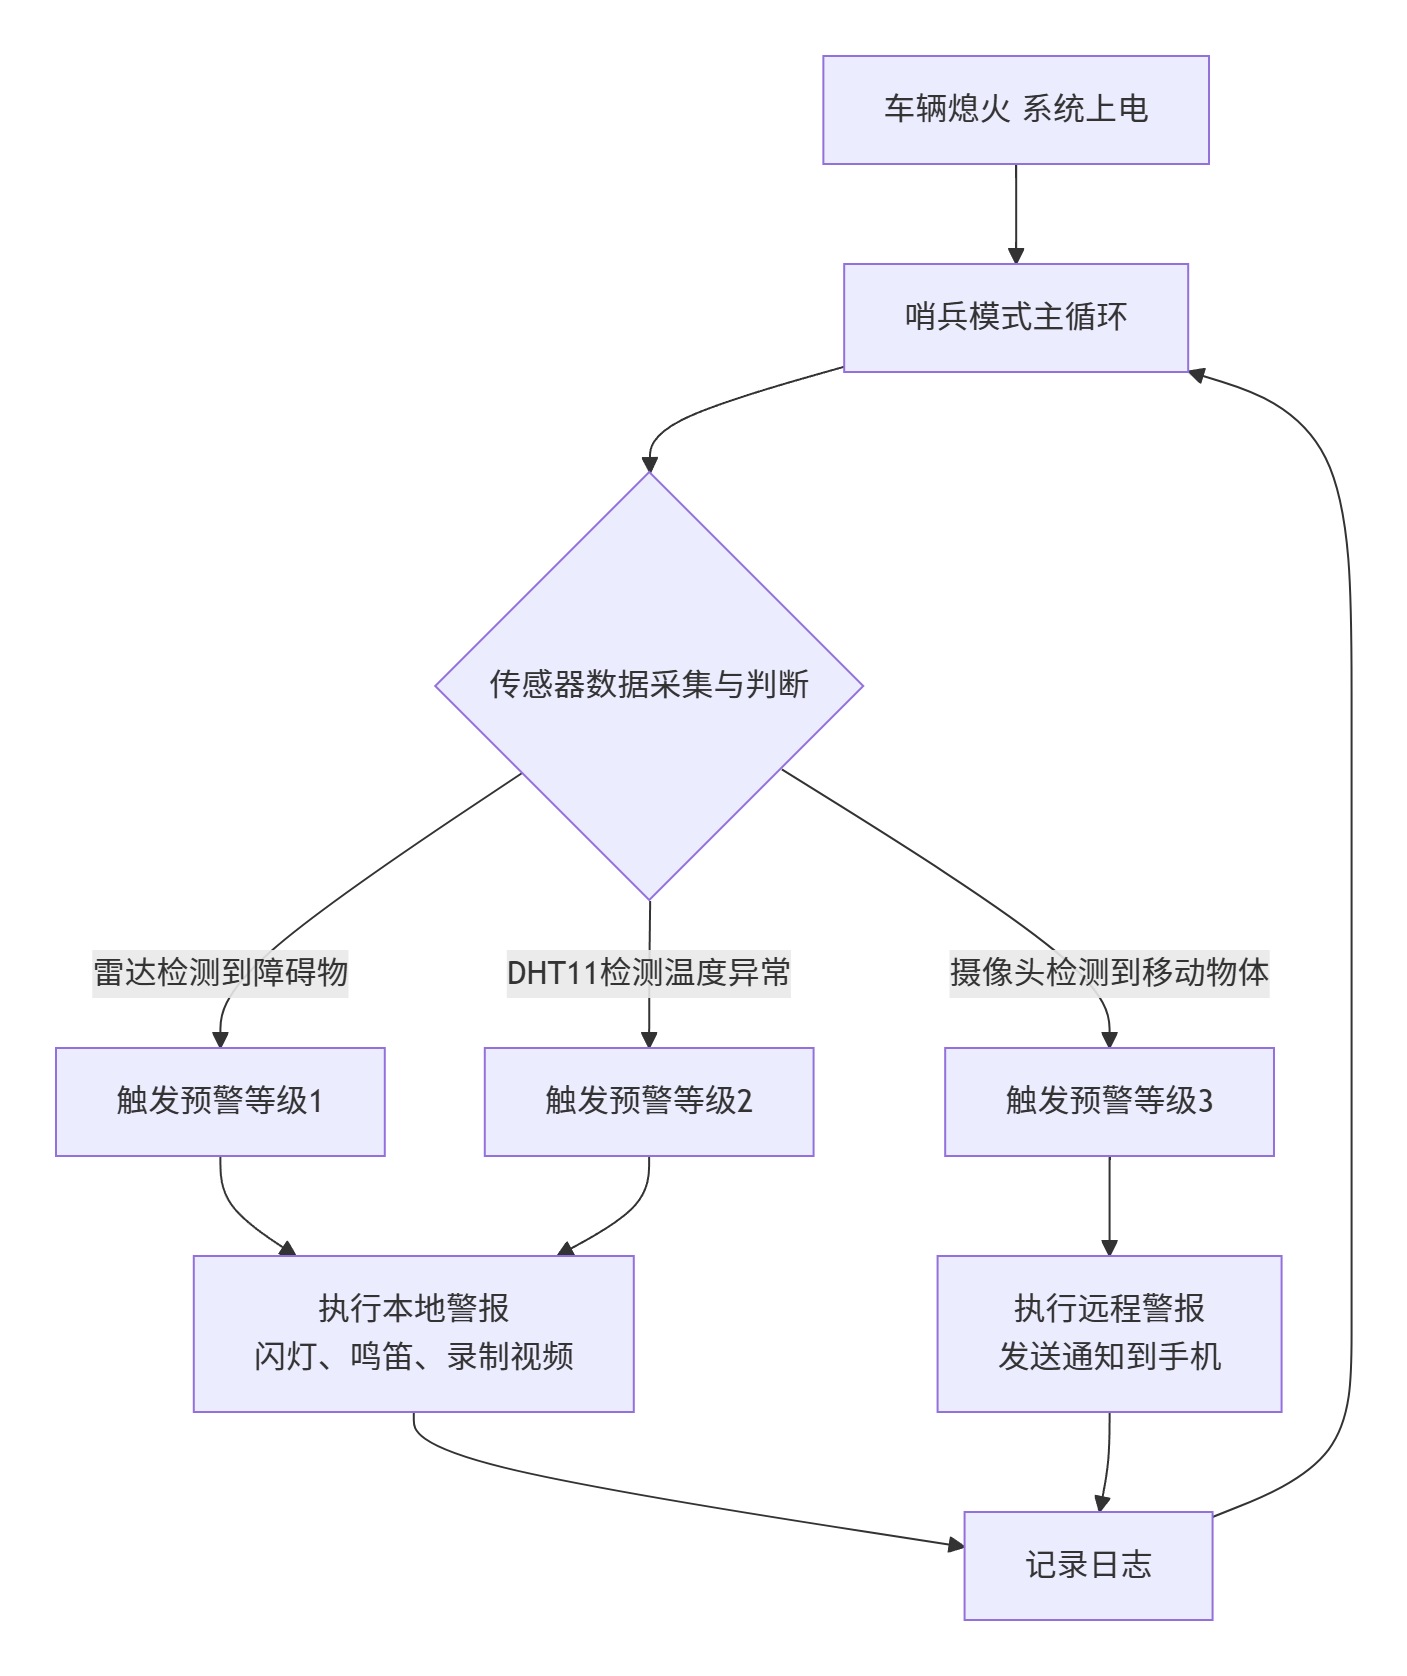 车辆熄火 系统上电
哨兵模式主循环
传感器数据采集与判断
雷达检测到障碍物
DHT11检测温度异常
摄像头检测到移动物体
触发预警等级1
触发预警等级2
触发预警等级3
执行本地警报
闪灯、鸣笛、录制视频
执行远程警报
发送通知到手机
记录日志